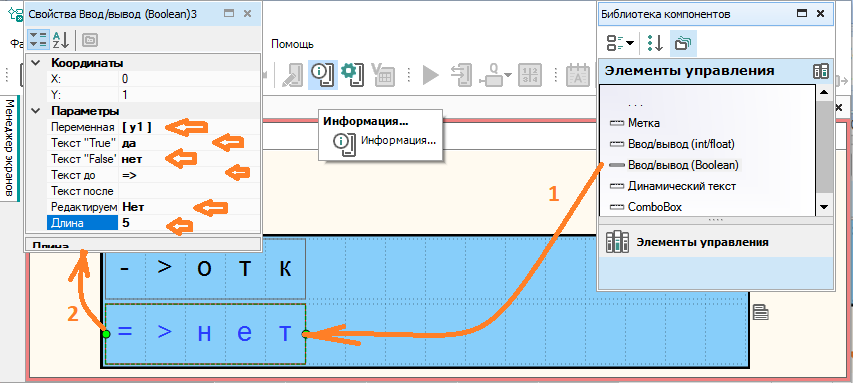 Свойства Ввод/вывод (Boolean)3
Координаты
X: 0
Y: 1
Параметры
Переменная [ y1 ]
Текст "True" да
Текст "False" нет
Текст до =>
Текст после
Редактируем Нет
Длина 5
Длина
Менеджер экранов
Фа
Помощь
Информация...
Информация...
Библиотека компонентов
Элементы управления
...
Метка
Ввод/вывод (int/float)
Ввод/вывод (Boolean)
Динамический текст
ComboBox
Элементы управления
1
2
- > о т к
= > н е т